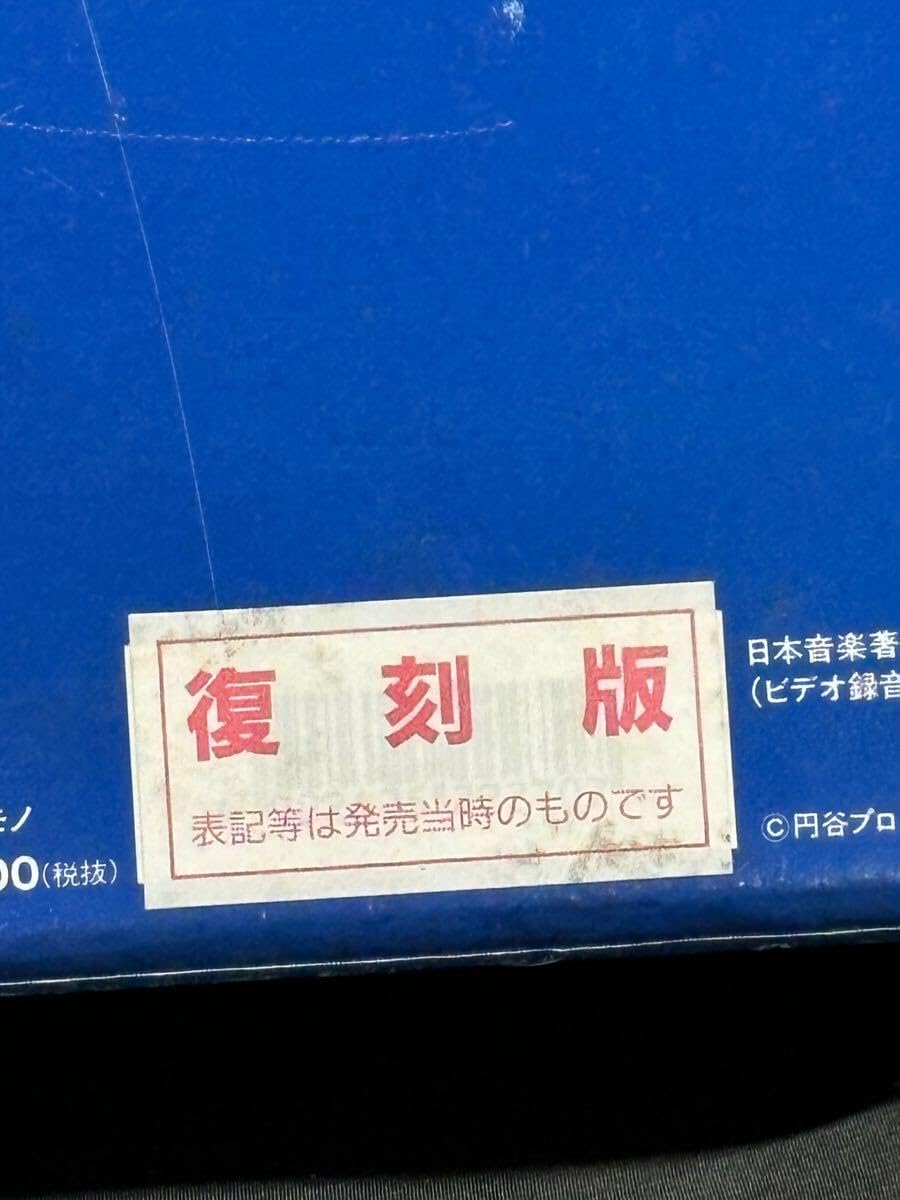 復刻版
表記等は発売当時のものです
日本音楽著
(ビデオ録音
モノ
00(税抜)
©円谷プロ